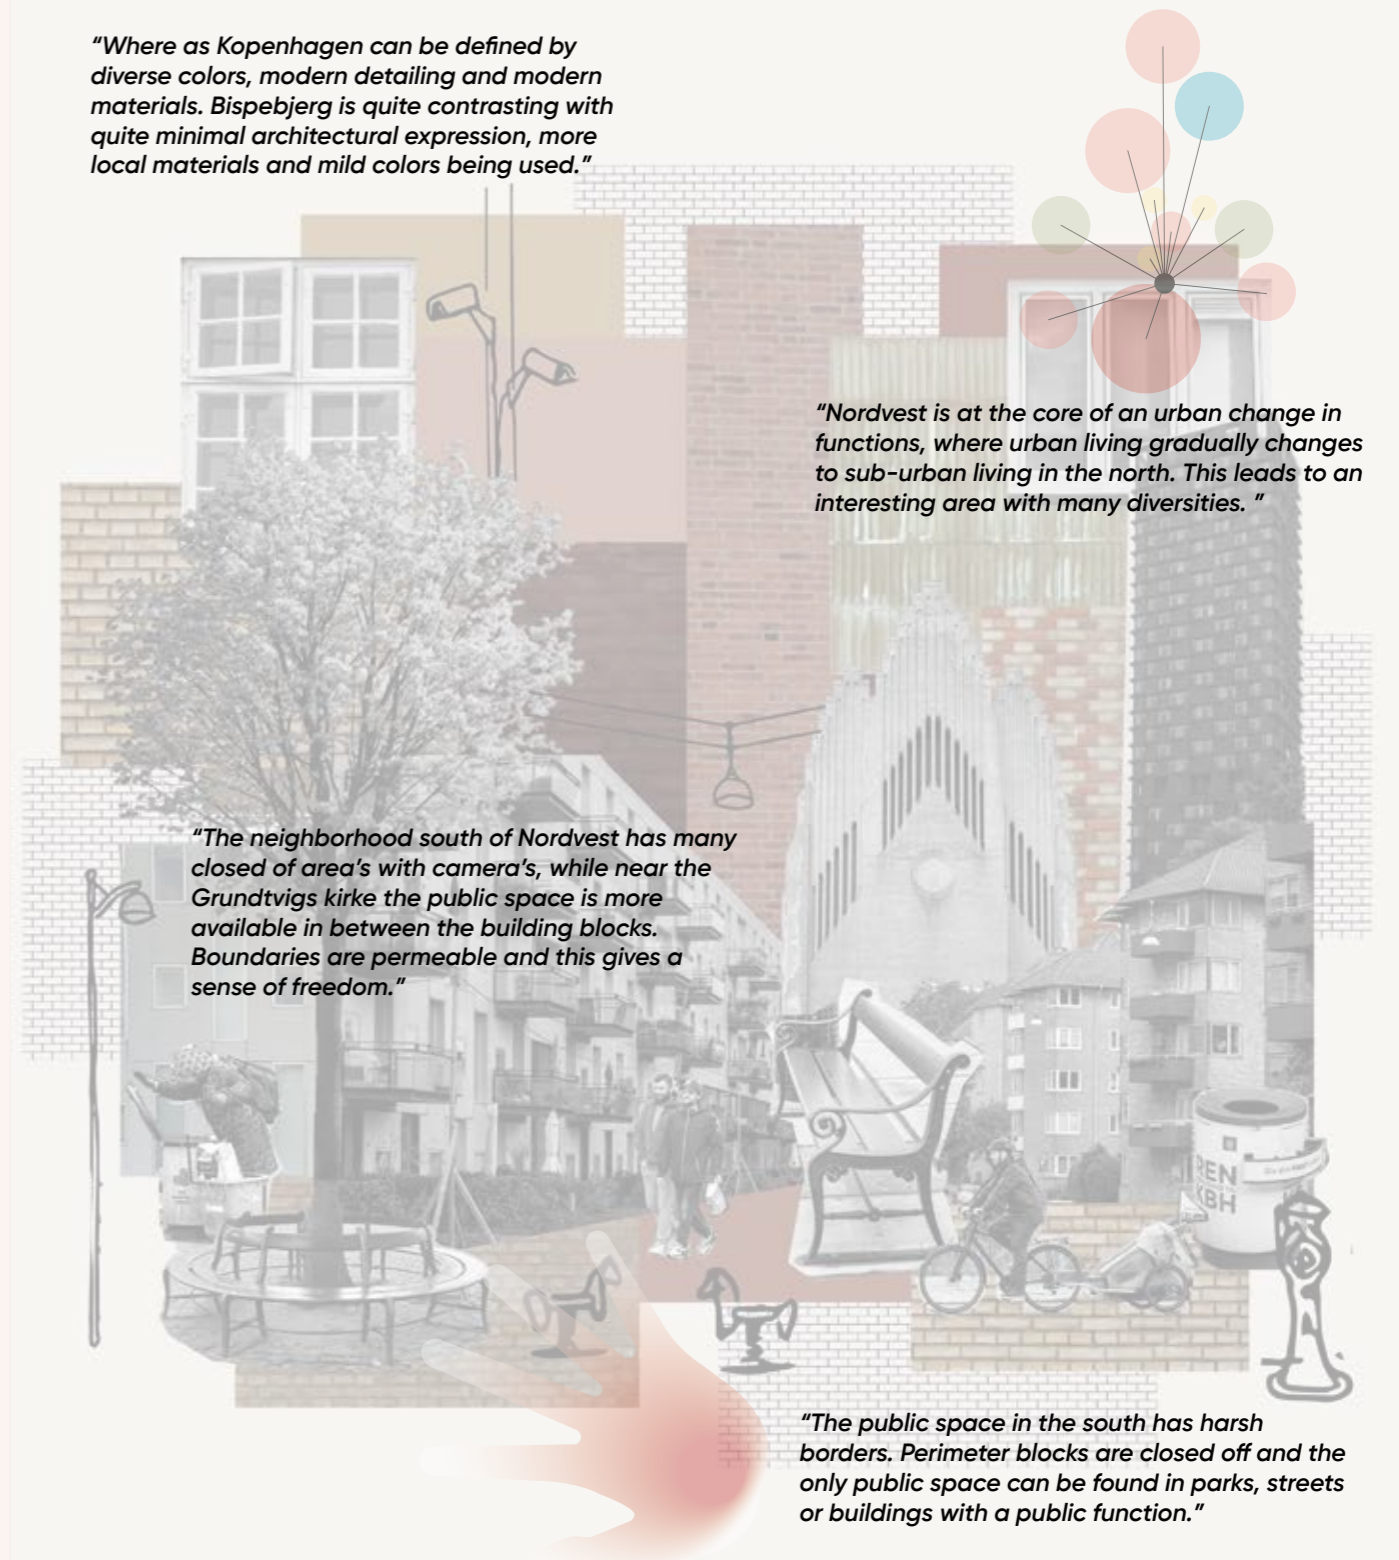 “Where as Kopenhagen can be defined by
diverse colors, modern detailing and modern
materials. Bispebjerg is quite contrasting with
quite minimal architectural expression, more
local materials and mild colors being used.”
“Nordvest is at the core of an urban change in
functions, where urban living gradually changes
to sub-urban living in the north. This leads to an
interesting area with many diversities. ”
“The neighborhood south of Nordvest has many
closed of area’s with camera’s, while near the
Grundtvigs kirke the public space is more
available in between the building blocks.
Boundaries are permeable and this gives a
sense of freedom.”
REN
KBH
“The public space in the south has harsh
borders. Perimeter blocks are closed off and the
only public space can be found in parks, streets
or buildings with a public function.”